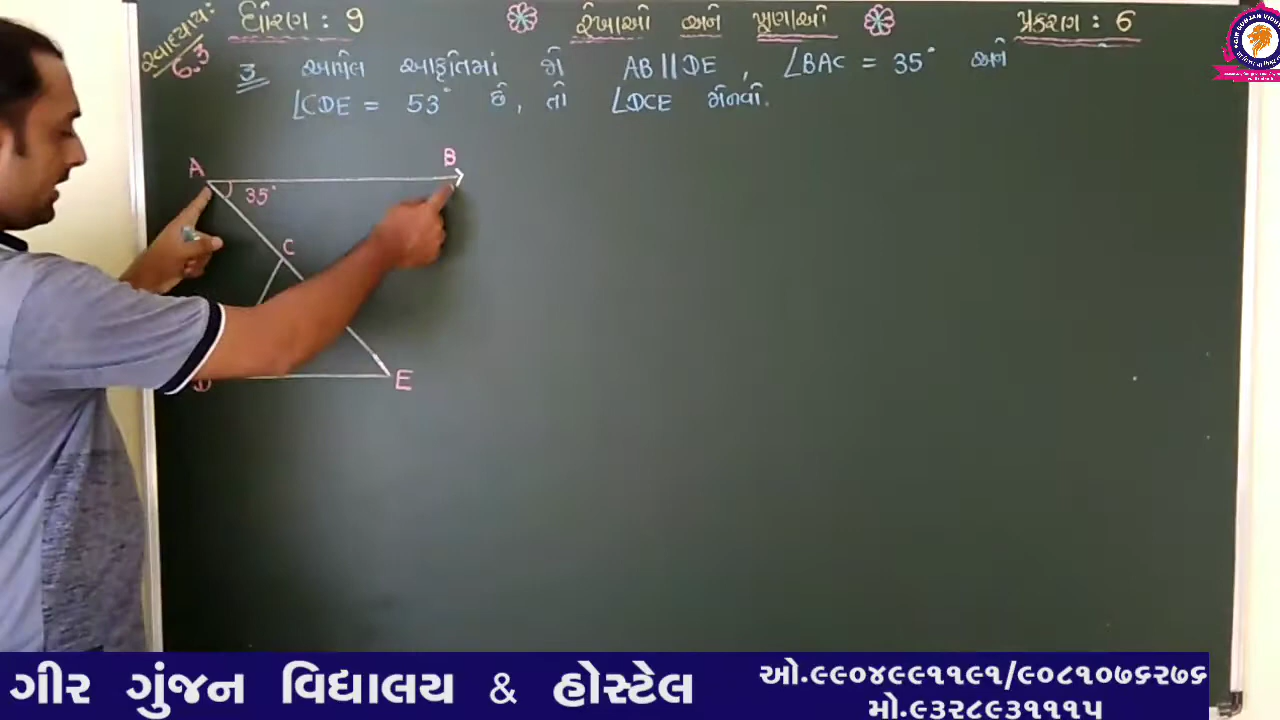 સ્વાધ્યાય: 6.3
ધોરણ : 9
રેખાઓ અને ખૂણાઓ
પ્રકરણ : 6
3 આપેલ આકૃતિમાં જો AB || DE , ∠BAC = 35° અને
∠CDE = 53° છે, તો ∠DCE મેળવો.
A
B
35°
C
D
E
ગીર ગુંજન વિદ્યાલય & હોસ્ટેલ
ઓ.૯૯૦૪૯૯૧૧૯૧/૯૦૮૧૦૭૬૨૭૬
મો.૯૩૨૮૯૩૧૧૧૫